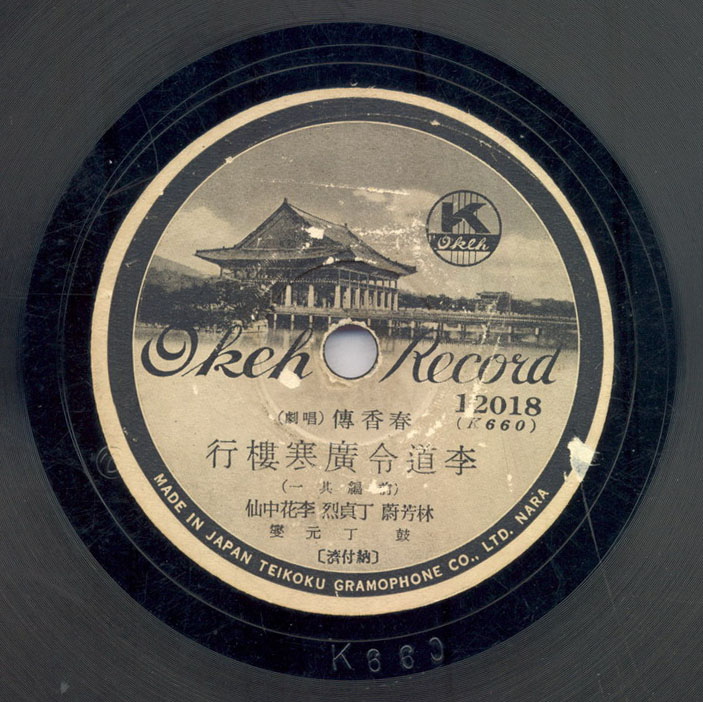 K
Okeh
Okeh Record
12018
(K660)
春香傳（唱劇）
李道令廣寒樓行
（前編其一）
林芳蔚 丁貞烈 李花中仙
鼓 丁元燮
〔納付濟〕
MADE IN JAPAN TEIKOKU GRAMOPHONE CO., LTD. NARA
K660